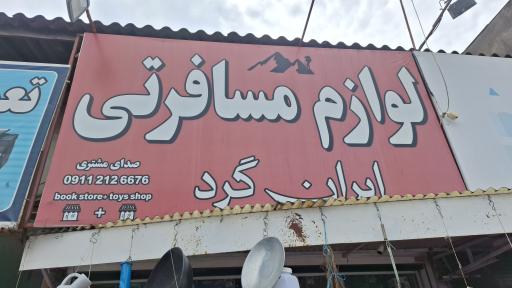 لوازم مسافرتی
ایران گرد
صدای مشتری
0911 212 6676
book store+ toys shop
+